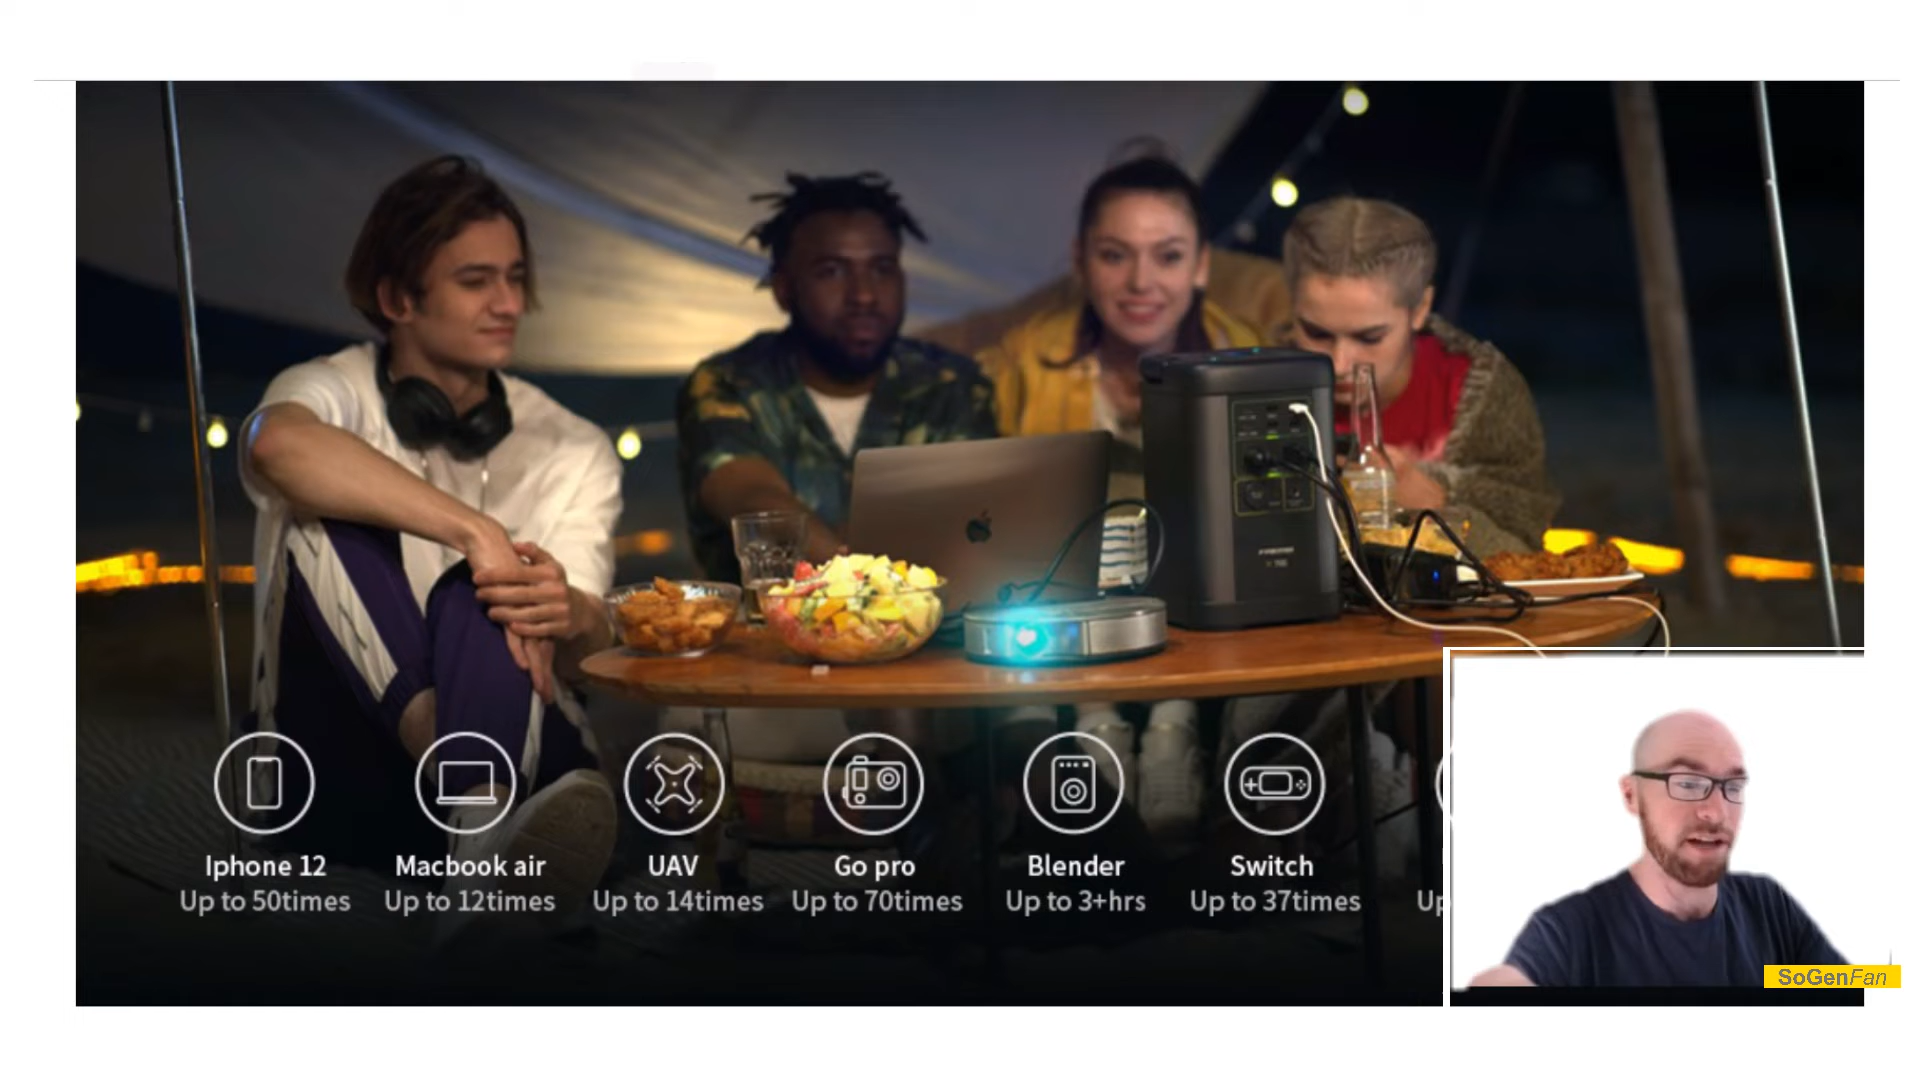 Iphone 12
Up to 50times
Macbook air
Up to 12times
UAV
Up to 14times
Go pro
Up to 70times
Blender
Up to 3+hrs
Switch
Up to 37times
Up
SoGenFan